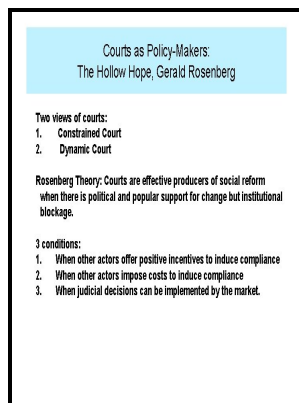 Courts as Policy-Makers:
The Hollow Hope, Gerald Rosenberg
Two views of courts:
1. Constrained Court
2. Dynamic Court
Rosenberg Theory: Courts are effective producers of social reform
when there is political and popular support for change but institutional
blockage.
3 conditions:
1. When other actors offer positive incentives to induce compliance
2. When other actors impose costs to induce compliance
3. When judicial decisions can be implemented by the market.